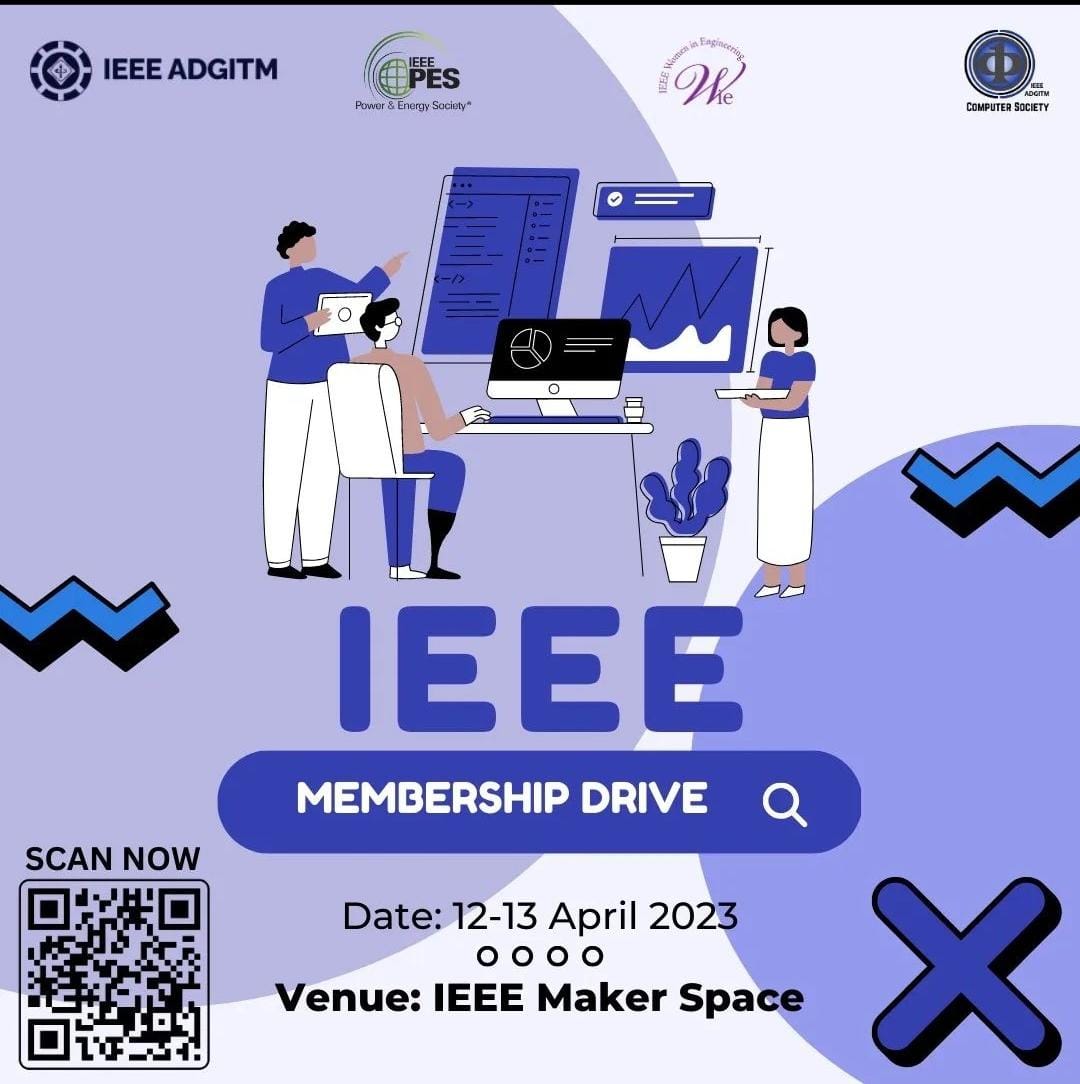 IEEE ADGITM
IEEE
PES
Power & Energy Society®
IEEE Women in Engineering
Wie
IEEE
ADGITM
COMPUTER SOCIETY
<-->
<-/>
IEEE
MEMBERSHIP DRIVE
SCAN NOW
Date: 12-13 April 2023
Venue: IEEE Maker Space